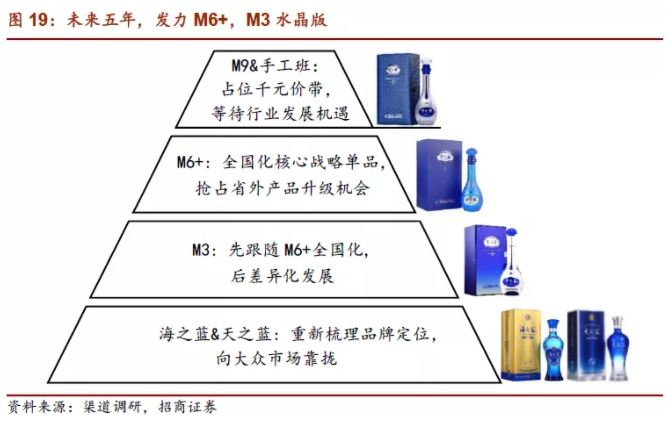 图 19：未来五年，发力 M6+，M3 水晶版
M9&手工班：
占位千元价带，
等待行业发展机遇
M6+：全国化核心战略单品，
抢占省外产品升级机会
M3：先跟随 M6+全国化，
后差异化发展
海之蓝&天之蓝：重新梳理品牌定位，
向大众市场靠拢
资料来源：渠道调研，招商证券